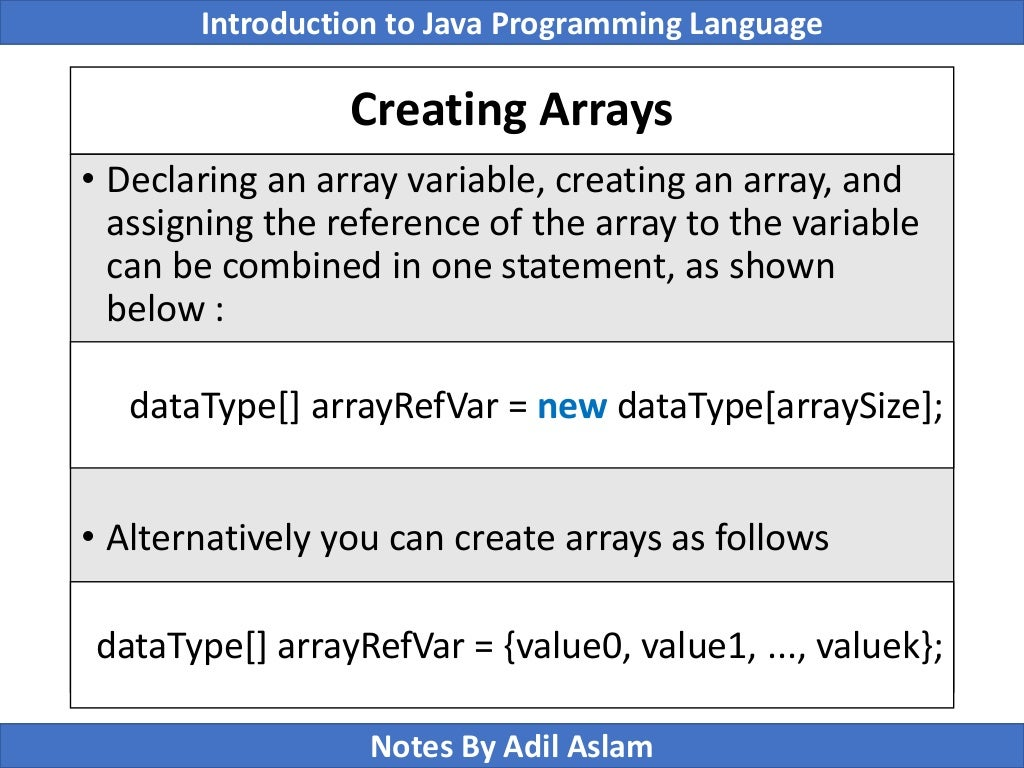 Introduction to Java Programming Language
Creating Arrays
• Declaring an array variable, creating an array, and
assigning the reference of the array to the variable
can be combined in one statement, as shown
below :
dataType[] arrayRefVar = new dataType[arraySize];
• Alternatively you can create arrays as follows
dataType[] arrayRefVar = {value0, value1, ..., valuek};
Notes By Adil Aslam